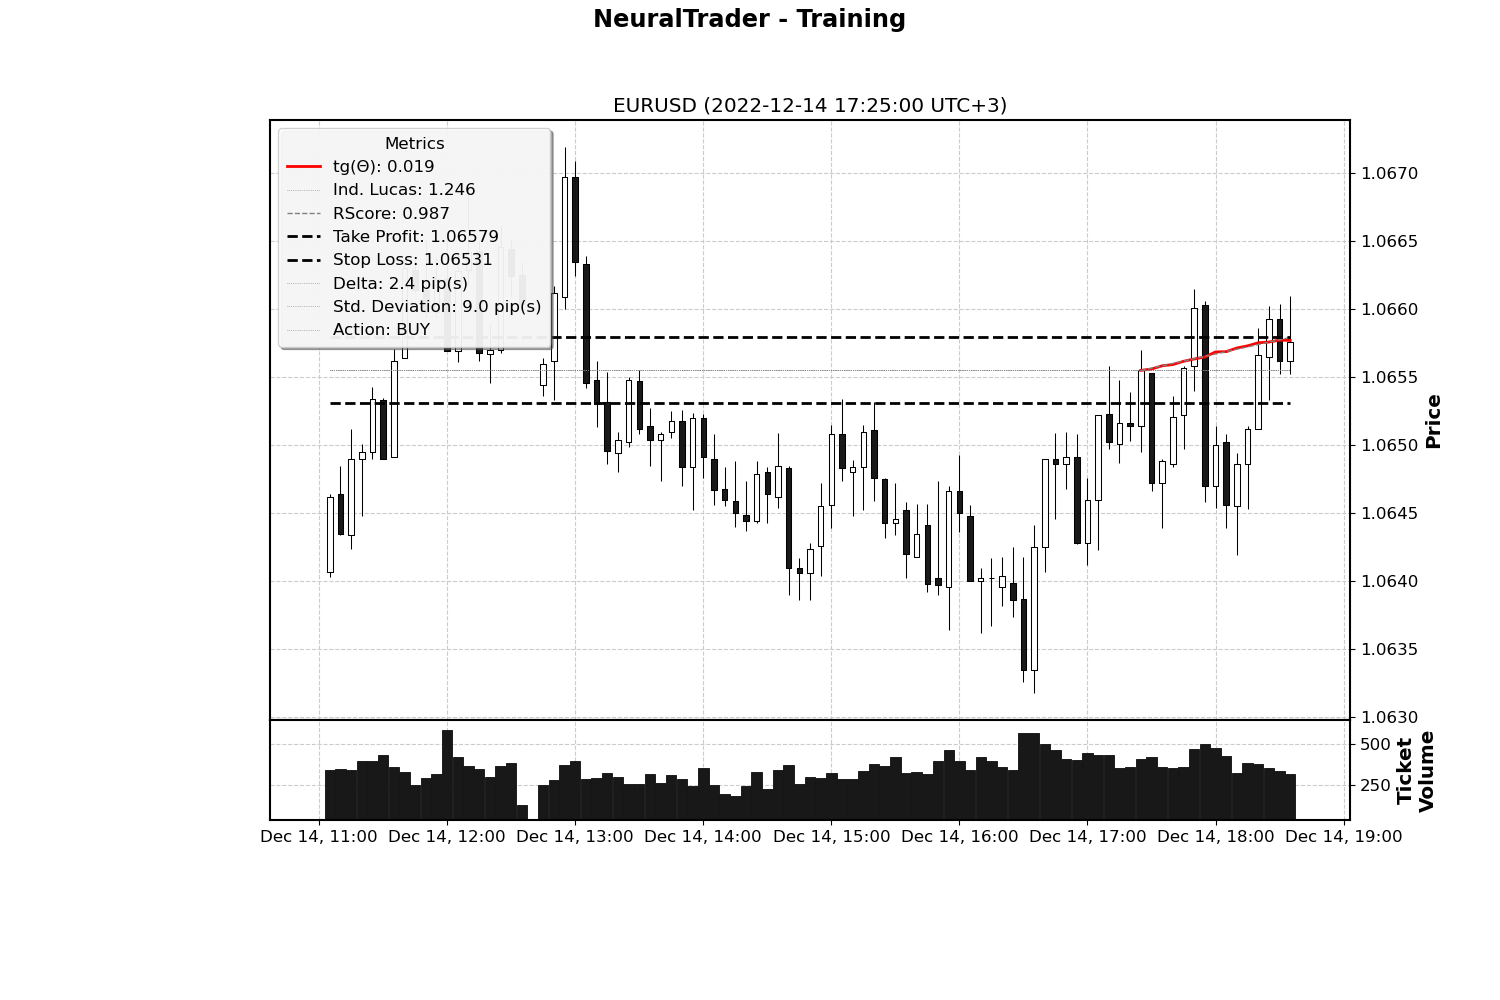 NeuralTrader - Training
EURUSD (2022-12-14 17:25:00 UTC+3)
Metrics
tg(Θ): 0.019
Ind. Lucas: 1.246
RScore: 0.987
Take Profit: 1.06579
Stop Loss: 1.06531
Delta: 2.4 pip(s)
Std. Deviation: 9.0 pip(s)
Action: BUY
1.0670
1.0665
1.0660
1.0655
1.0650
1.0645
1.0640
1.0635
1.0630
Price
500
250
Ticket
Volume
Dec 14, 11:00
Dec 14, 12:00
Dec 14, 13:00
Dec 14, 14:00
Dec 14, 15:00
Dec 14, 16:00
Dec 14, 17:00
Dec 14, 18:00
Dec 14, 19:00